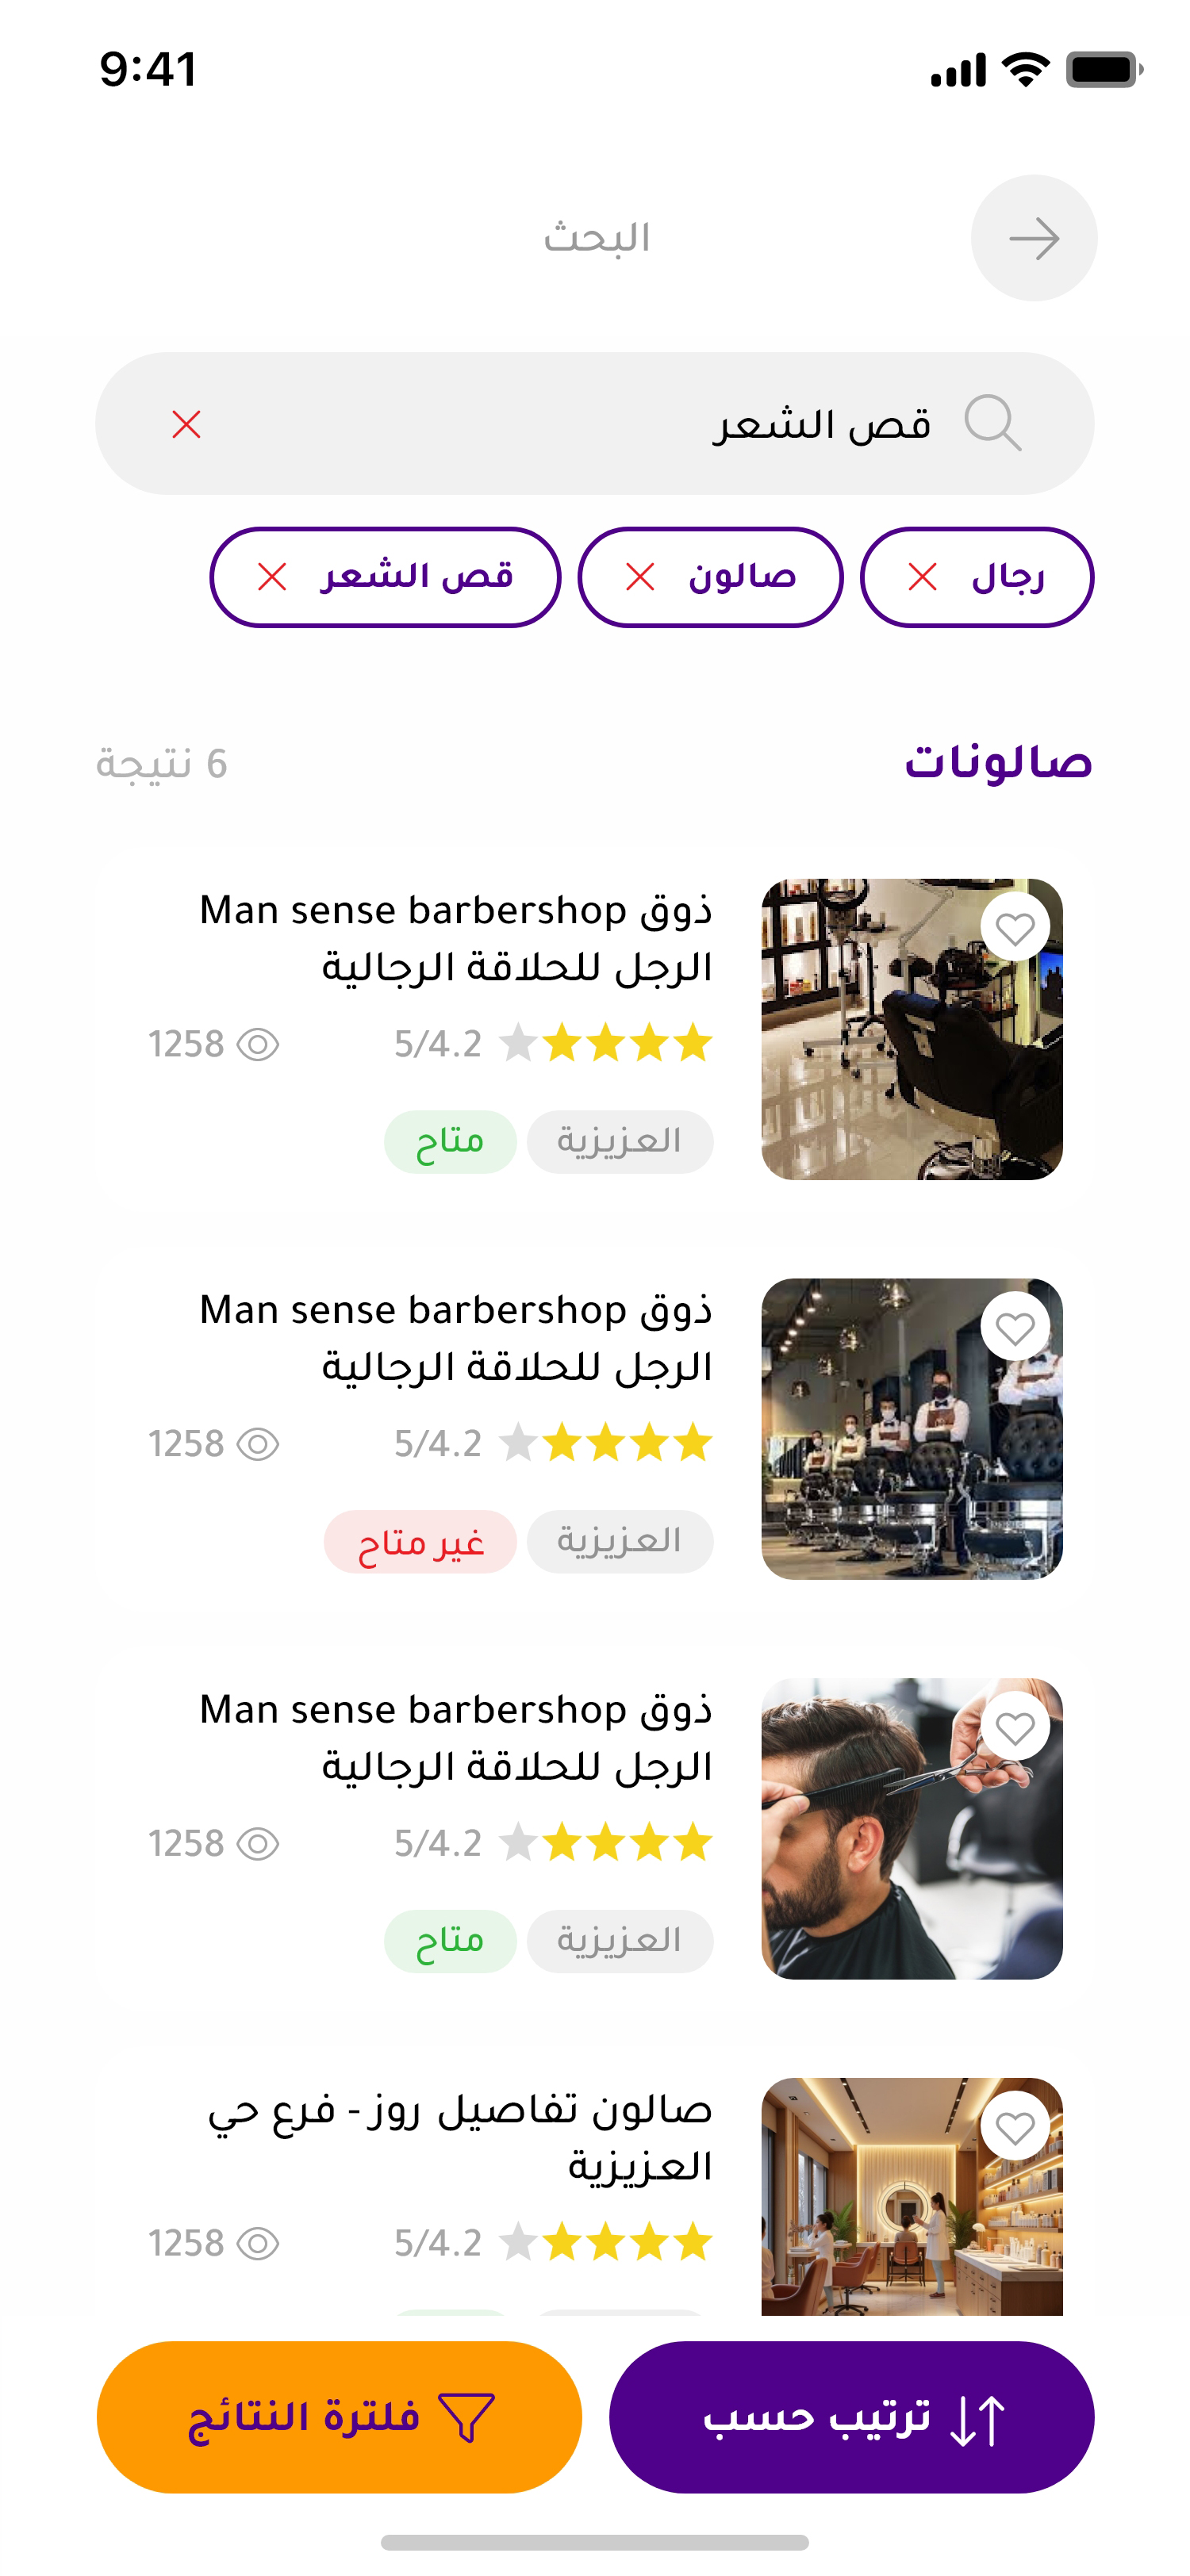 9:41
البحث
قص الشعر
رجال صالون قص الشعر
صالونات 6 نتيجة
ذوق Man sense barbershop
الرجل للحلاقة الرجالية
5/4.2 1258
العزيزية متاح
ذوق Man sense barbershop
الرجل للحلاقة الرجالية
5/4.2 1258
العزيزية غير متاح
ذوق Man sense barbershop
الرجل للحلاقة الرجالية
5/4.2 1258
العزيزية متاح
صالون تفاصيل روز - فرع حي
العزيزية
5/4.2 1258
ترتيب حسب فلترة النتائج